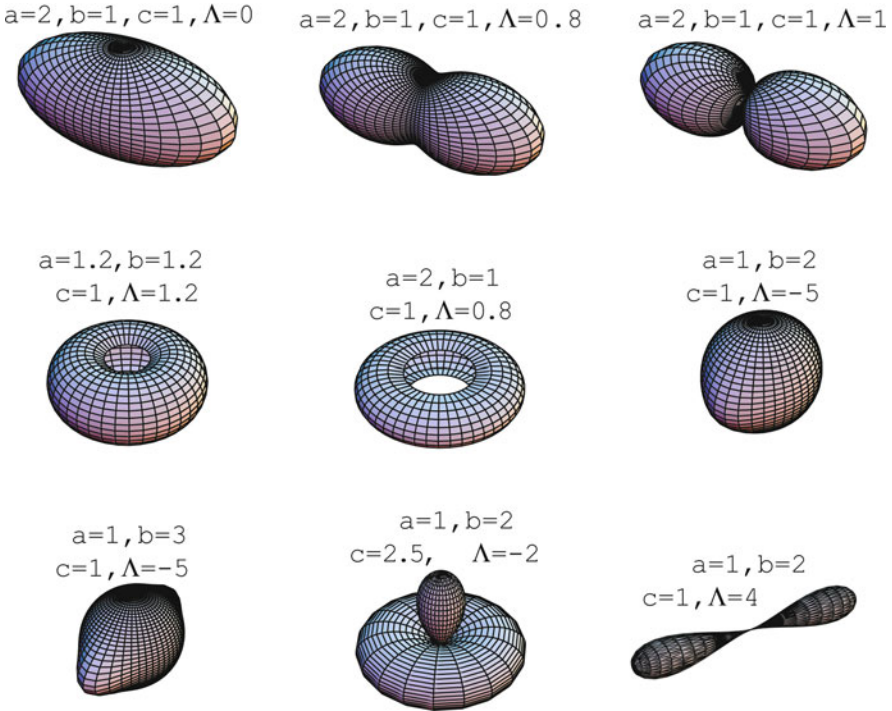 a=2,b=1,c=1,Λ=0
a=2,b=1,c=1,Λ=0.8
a=2,b=1,c=1,Λ=1
a=1.2,b=1.2
c=1,Λ=1.2
a=2,b=1
c=1,Λ=0.8
a=1,b=2
c=1,Λ=-5
a=1,b=3
c=1,Λ=-5
a=1,b=2
c=2.5, Λ=-2
a=1,b=2
c=1,Λ=4